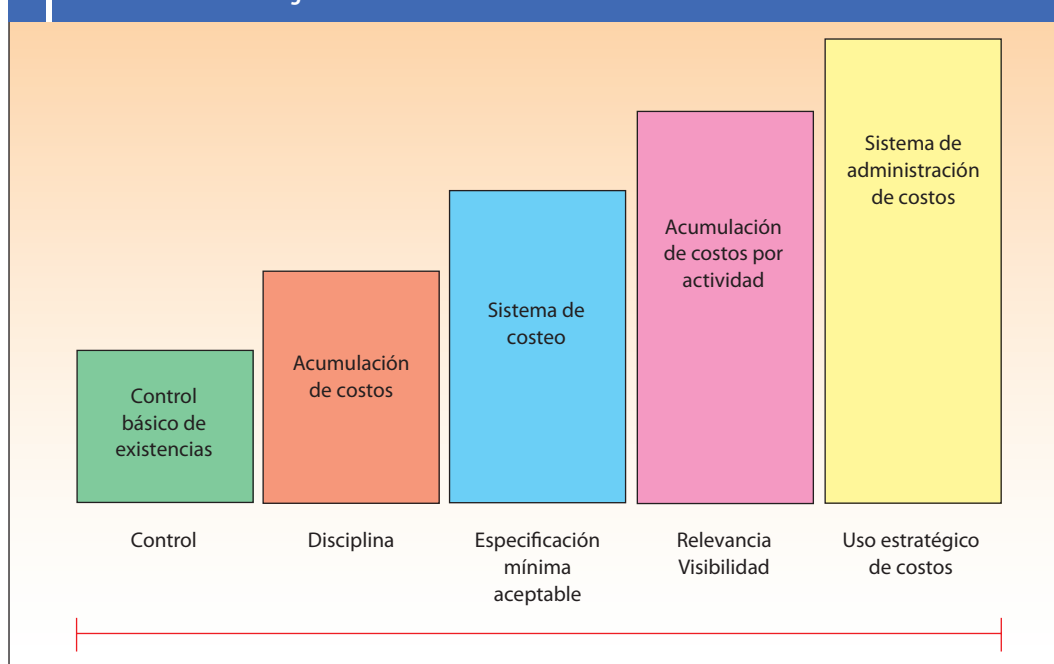 Control
básico de
existencias
Acumulación
de costos
Sistema de
costeo
Acumulación
de costos por
actividad
Sistema de
administración
de costos
Control
Disciplina
Especificación
mínima
aceptable
Relevancia
Visibilidad
Uso estratégico
de costos